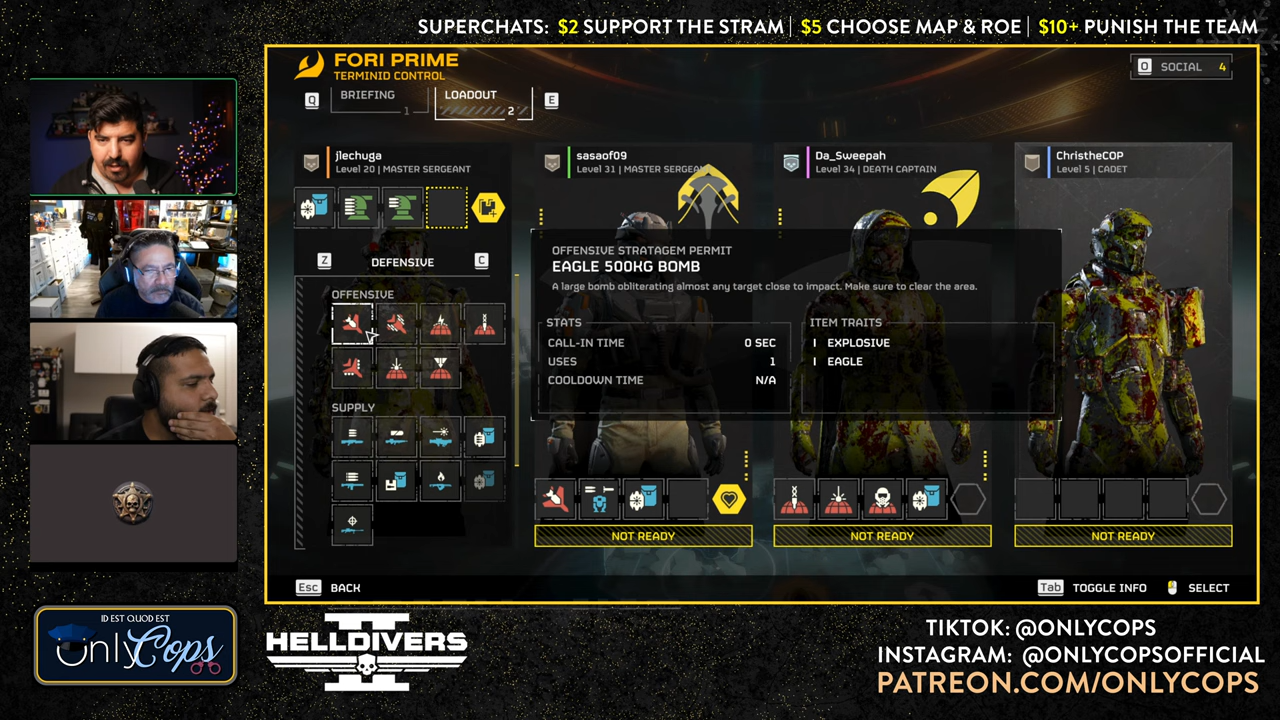 SUPERCHATS: $2 SUPPORT THE STRAM | $5 CHOOSE MAP & ROE | $10+ PUNISH THE TEAM
FORI PRIME
TERMINID CONTROL
O SOCIAL 4
Q BRIEFING 1 LOADOUT 2 E
j1echuga
Level 20 | MASTER SERGEANT
sasaof09
Level 31 | MASTER SERGEANT
Da_Sweepah
Level 34 | DEATH CAPTAIN
ChristheCOP
Level 5 | CADET
Z DEFENSIVE C
OFFENSIVE
SUPPLY
OFFENSIVE STRATAGEM PERMIT
EAGLE 500KG BOMB
A large bomb obliterating almost any target close to impact. Make sure to clear the area.
STATS
CALL-IN TIME 0 SEC
USES 1
COOLDOWN TIME N/A
ITEM TRAITS
EXPLOSIVE
EAGLE
NOT READY
NOT READY
NOT READY
Esc BACK
Tab TOGGLE INFO SELECT
ID EST QUOD EST
OnlyCops
HELLDIVERS
II
TIKTOK: @ONLYCOPS
INSTAGRAM: @ONLYCOPSOFFICIAL
PATREON.COM/ONLYCOPS